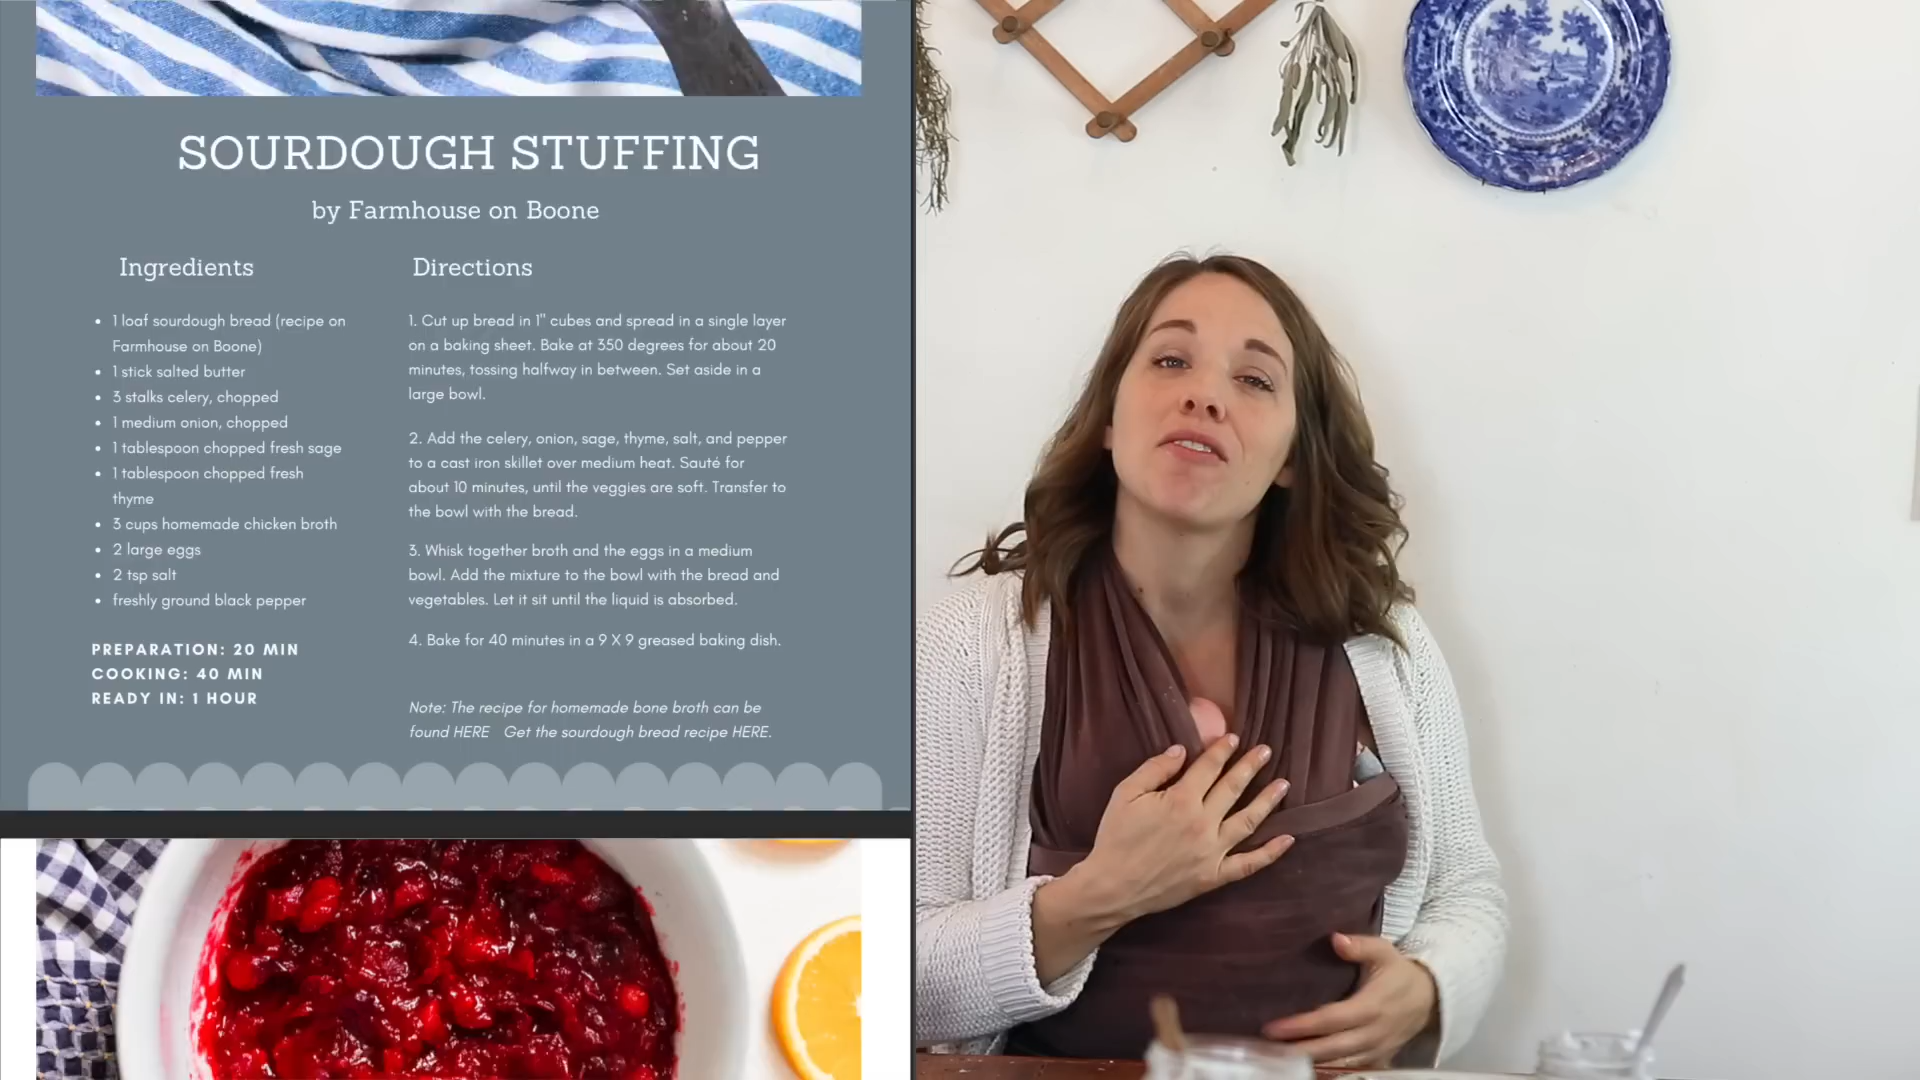 SOURDOUGH STUFFING
by Farmhouse on Boone
Ingredients
• 1 loaf sourdough bread (recipe on
Farmhouse on Boone)
• 1 stick salted butter
• 3 stalks celery, chopped
• 1 medium onion, chopped
• 1 tablespoon chopped fresh sage
• 1 tablespoon chopped fresh
thyme
• 3 cups homemade chicken broth
• 2 large eggs
• 2 tsp salt
• freshly ground black pepper
PREPARATION: 20 MIN
COOKING: 40 MIN
READY IN: 1 HOUR
Directions
1. Cut up bread in 1" cubes and spread in a single layer
on a baking sheet. Bake at 350 degrees for about 20
minutes, tossing halfway in between. Set aside in a
large bowl.
2. Add the celery, onion, sage, thyme, salt, and pepper
to a cast iron skillet over medium heat. Sauté for
about 10 minutes, until the veggies are soft. Transfer to
the bowl with the bread.
3. Whisk together broth and the eggs in a medium
bowl. Add the mixture to the bowl with the bread and
vegetables. Let it sit until the liquid is absorbed.
4. Bake for 40 minutes in a 9 X 9 greased baking dish.
Note: The recipe for homemade bone broth can be
found HERE Get the sourdough bread recipe HERE.